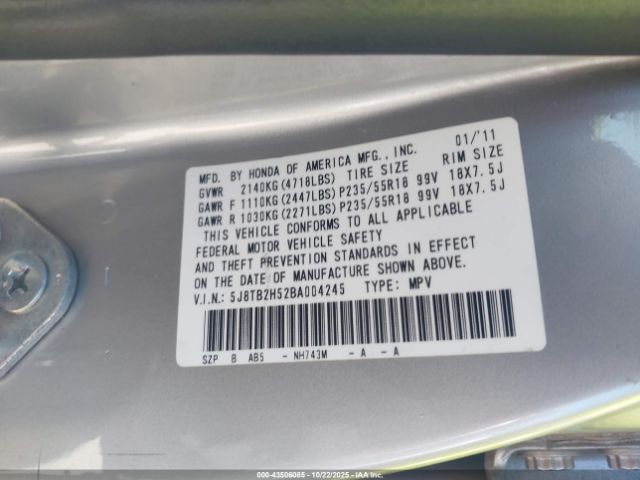 MFD. BY HONDA OF AMERICA MFG., INC. 01/'11
GVWR 2140KG(4718LBS) TIRE SIZE RIM SIZE
GAWR F 1110KG(2447LBS)P235/55R18 99V 18X7.5J
GAWR R 1030KG(2271LBS)P235/55R18 99V 18X7.5J
THIS VEHICLE CONFORMS TO ALL APPLICABLE
FEDERAL MOTOR VEHICLE SAFETY
AND THEFT PREVENTION STANDARDS IN EFFECT
ON THE DATE OF MANUFACTURE SHOWN ABOVE.
V.I.N.: 5J8TB2H52BA004245 TYPE: MPV
SZP B AB5 - NH743M - A - A
000-43506085 - 10/22/2025 - IAA Auctions